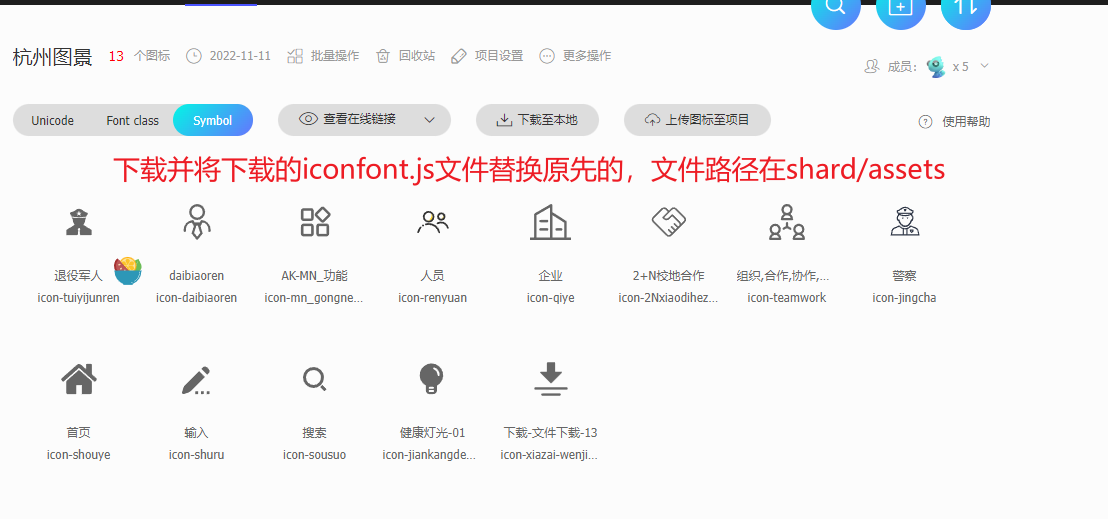 杭州图景 13 个图标 2022-11-11 批量操作 回收站 项目设置 更多操作
成员: x 5
Unicode Font class Symbol 查看在线链接 下载至本地 上传图标至项目 使用帮助
下载并将下载的iconfont.js文件替换原先的，文件路径在shard/assets
退役军人 daibiaoren AK-MN_功能 人员 企业 2+N校地合作 组织,合作,协作,... 警察
icon-tuiyijunren icon-daibiaoren icon-mn_gongne... icon-renyuan icon-qiye icon-2Nxiaodihez... icon-teamwork icon-jingcha
首页 输入 搜索 健康灯光-01 下载-文件下载-13
icon-shouye icon-shuru icon-sousuo icon-jiankangde... icon-xiazai-wenji...